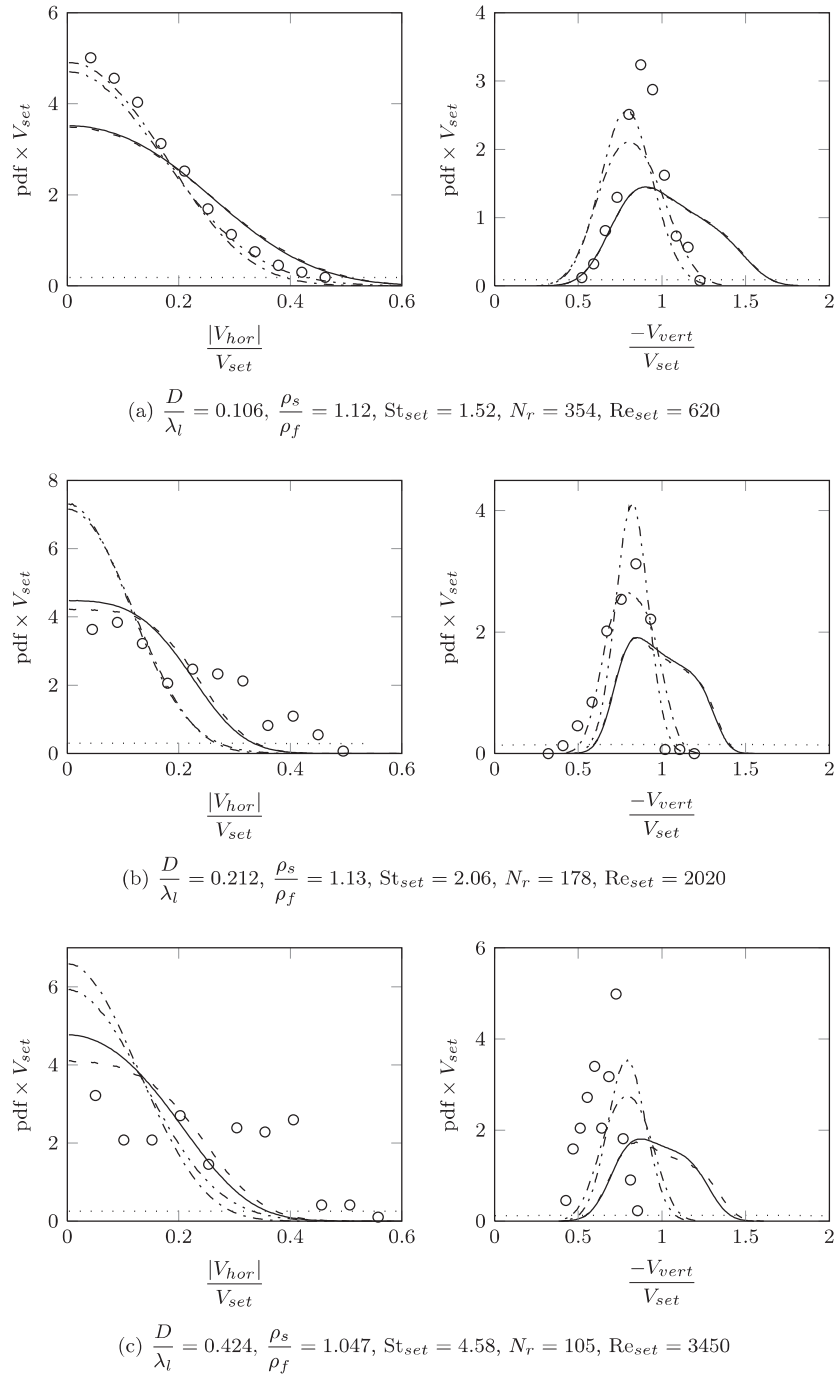 6
4
2
0
pdf × V_set
0 0.2 0.4 0.6
|V_hor|
V_set
4
3
2
1
0
pdf × V_set
0 0.5 1 1.5 2
−V_vert
V_set
(a) D/λ_l = 0.106, ρ_s/ρ_f = 1.12, St_set = 1.52, N_r = 354, Re_set = 620
8
6
4
2
0
pdf × V_set
0 0.2 0.4 0.6
|V_hor|
V_set
4
2
0
pdf × V_set
0 0.5 1 1.5 2
−V_vert
V_set
(b) D/λ_l = 0.212, ρ_s/ρ_f = 1.13, St_set = 2.06, N_r = 178, Re_set = 2020
6
4
2
0
pdf × V_set
0 0.2 0.4 0.6
|V_hor|
V_set
6
4
2
0
pdf × V_set
0 0.5 1 1.5 2
−V_vert
V_set
(c) D/λ_l = 0.424, ρ_s/ρ_f = 1.047, St_set = 4.58, N_r = 105, Re_set = 3450